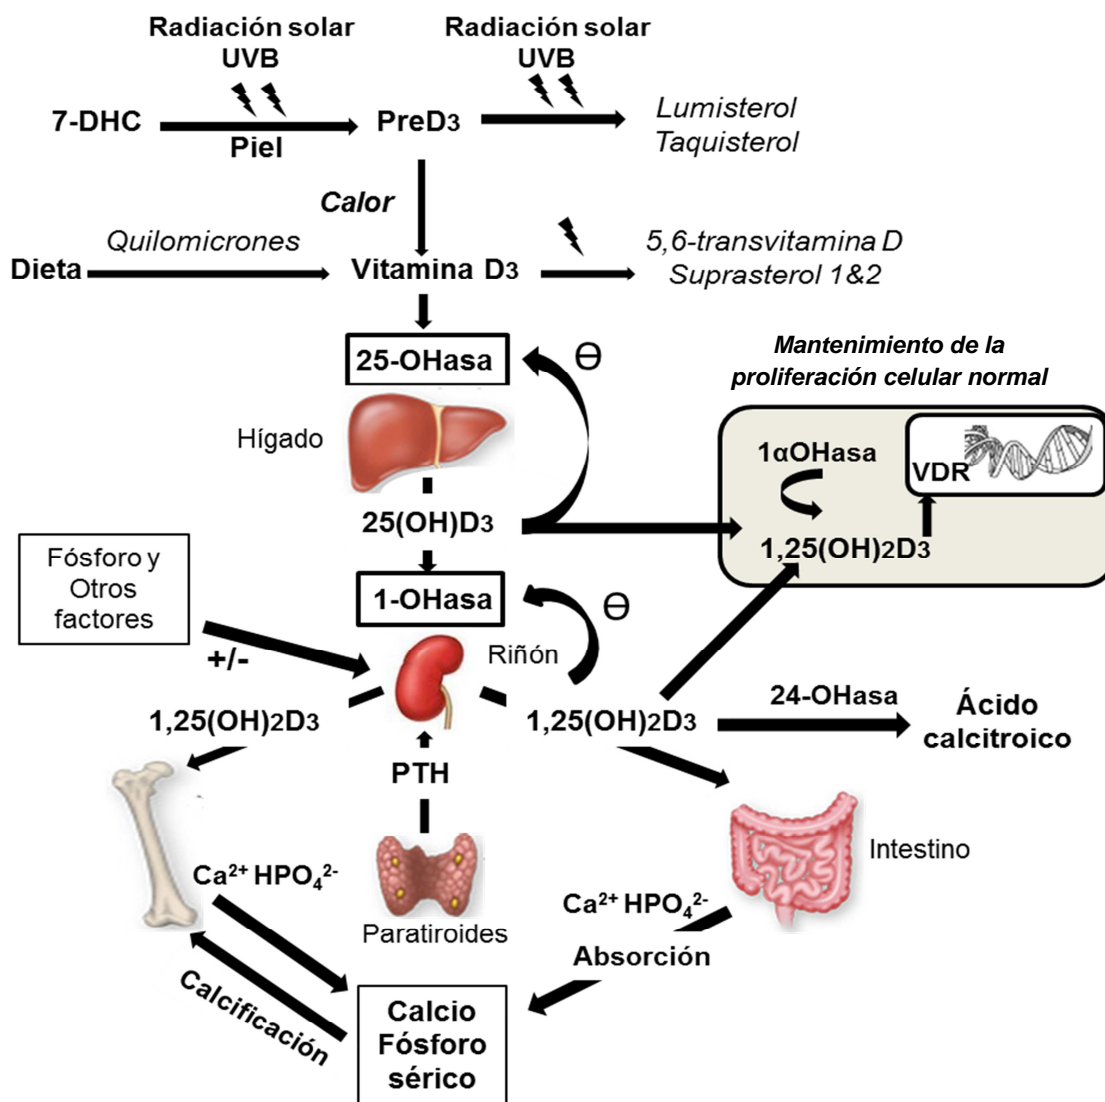 Radiación solar
UVB
Radiación solar
UVB
7-DHC
Piel
PreD3
Lumisterol
Taquisterol
Calor
Quilomicrones
Dieta
Vitamina D3
5,6-transvitamina D
Suprasterol 1&2
25-OHasa
Ɵ
Mantenimiento de la
proliferación celular normal
Hígado
1αOHasa
VDR
25(OH)D3
1,25(OH)2D3
Fósforo y
Otros
factores
1-OHasa
Ɵ
+/-
Riñón
1,25(OH)2D3
1,25(OH)2D3
24-OHasa
Ácido
calcitroico
PTH
Intestino
Ca²⁺ HPO₄²⁻
Paratiroides
Ca²⁺ HPO₄²⁻
Absorción
Calcificación
Calcio
Fósforo
sérico